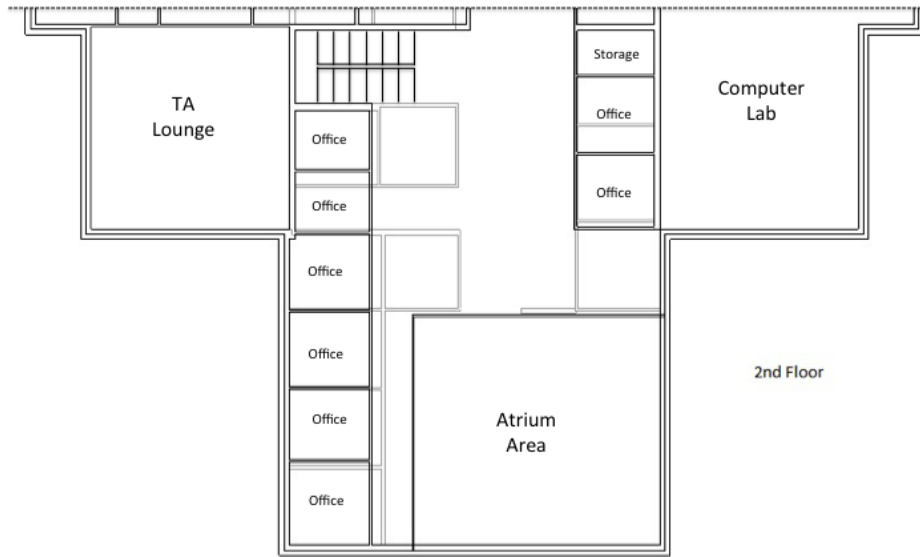 Storage
Computer
Lab
TA
Lounge
Office
Office
Office
Office
Office
Office
Office
2nd Floor
Atrium
Area
Office
Office